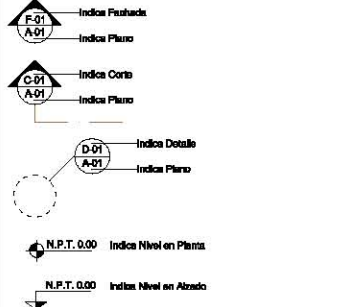 F-01 Indica Fachada
A-01 Indica Plano
C-01 Indica Corte
A-01 Indica Plano
D-01 Indica Detalle
A-01 Indica Plano
N.P.T. 0.00 Indica Nivel en Planta
N.P.T. 0.00 Indica Nivel en Alzado